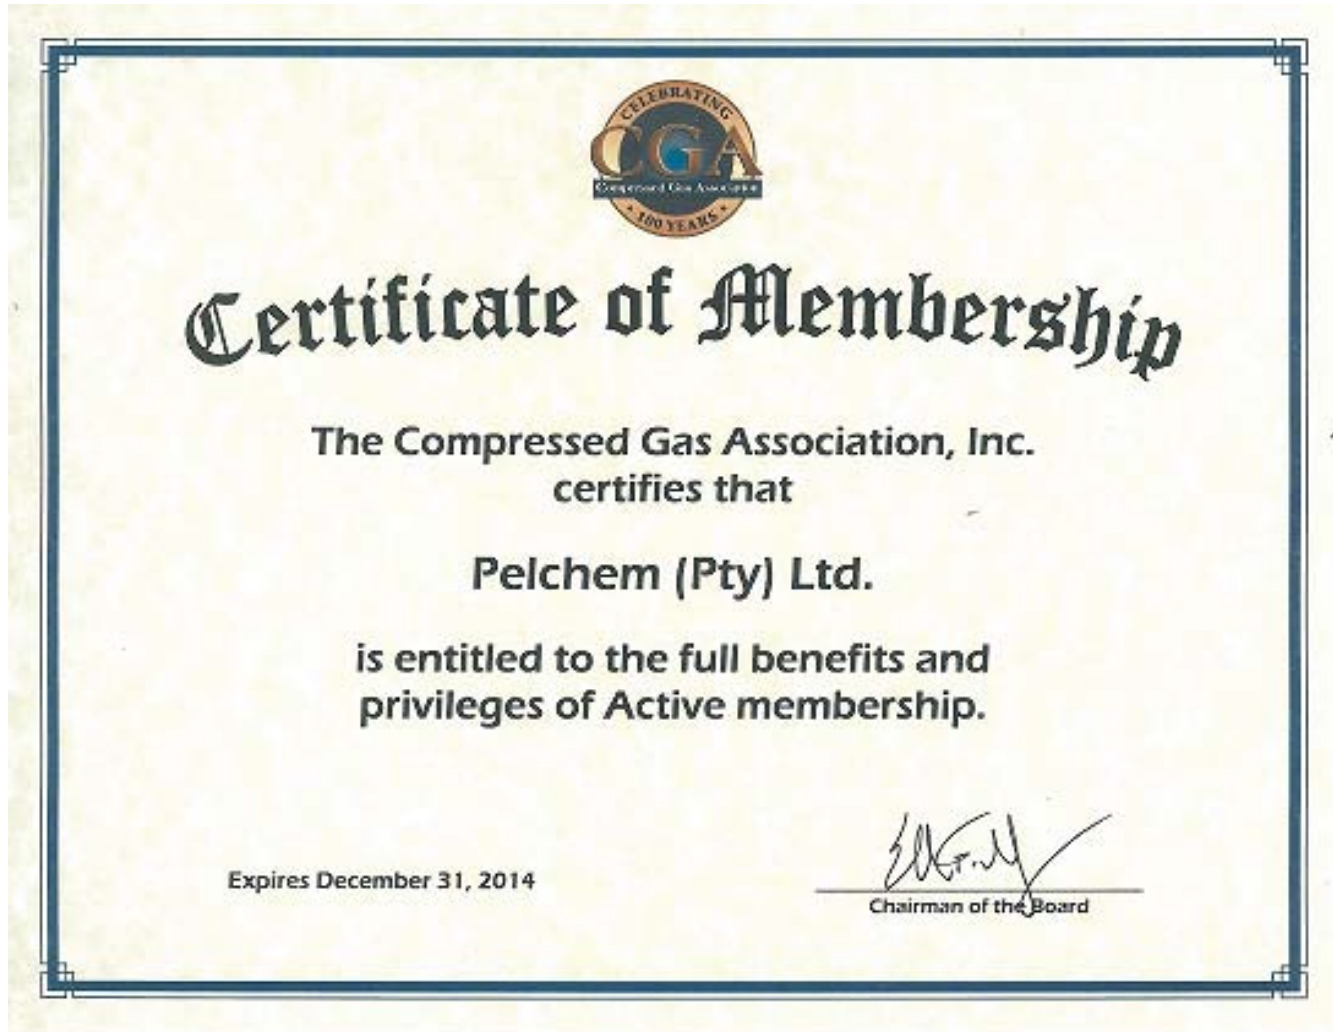 CELEBRATING
CGA
Compressed Gas Association
100 YEARS
Certificate of Membership
The Compressed Gas Association, Inc.
certifies that
Pelchem (Pty) Ltd.
is entitled to the full benefits and
privileges of Active membership.
Expires December 31, 2014
Chairman of the Board